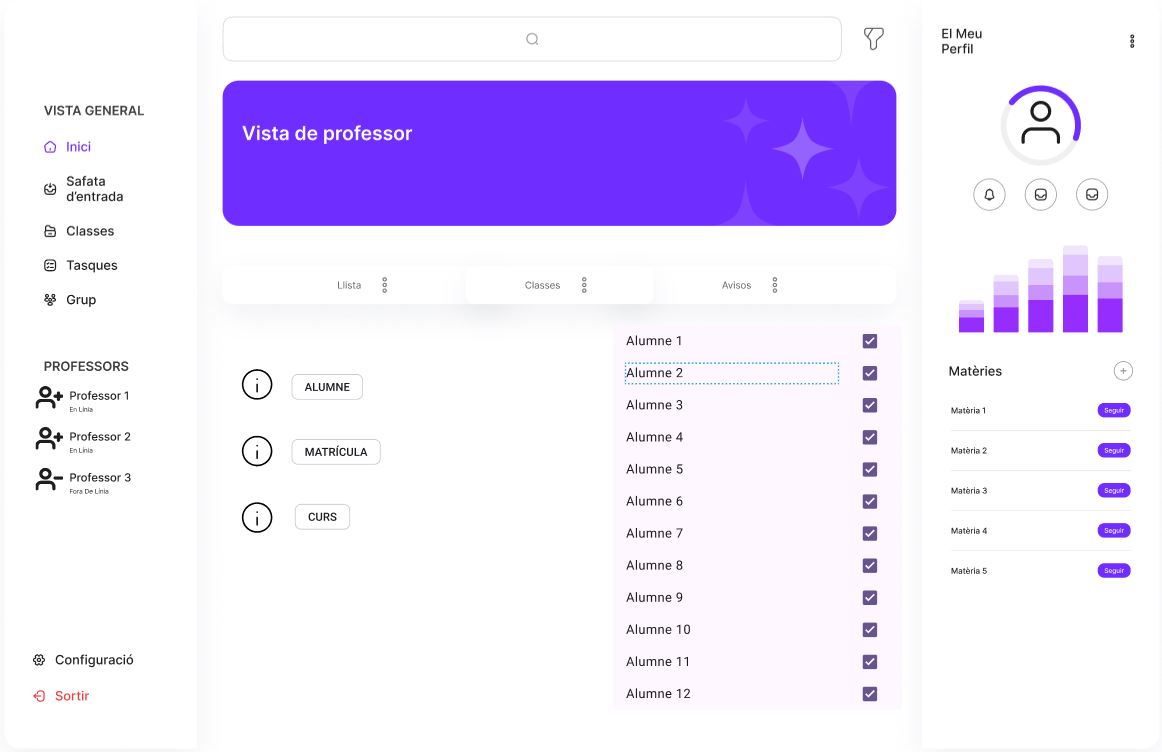 VISTA GENERAL
Inici
Safata
d'entrada
Classes
Tasques
Grup
PROFESSORS
Professor 1
En Línia
Professor 2
En Línia
Professor 3
Fora De Línia
Configuració
Sortir
Vista de professor
Llista
Classes
Avisos
ALUMNE
MATRÍCULA
CURS
Alumne 1
Alumne 2
Alumne 3
Alumne 4
Alumne 5
Alumne 6
Alumne 7
Alumne 8
Alumne 9
Alumne 10
Alumne 11
Alumne 12
El Meu
Perfil
Matèries
Matèria 1 Seguir
Matèria 2 Seguir
Matèria 3 Seguir
Matèria 4 Seguir
Matèria 5 Seguir